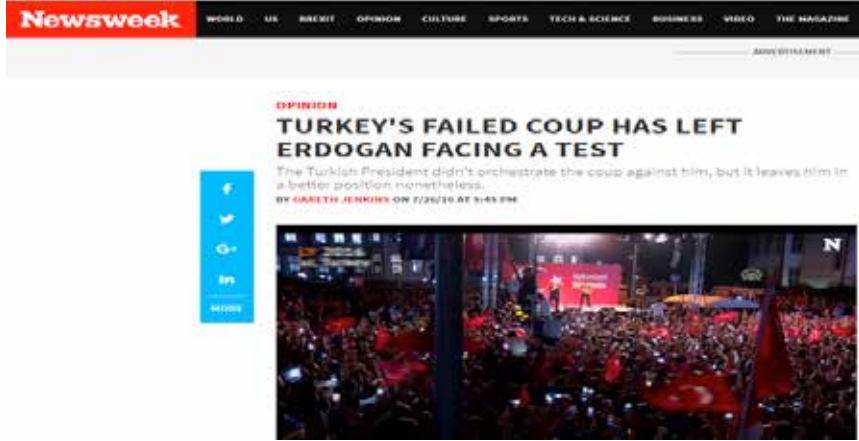 Newsweek
WORLD US BREXIT OPINION CULTURE SPORTS TECH & SCIENCE BUSINESS VIDEO THE MAGAZINE
ADVERTISEMENT
OPINION
TURKEY'S FAILED COUP HAS LEFT
ERDOGAN FACING A TEST
The Turkish President didn't orchestrate the coup against him, but it leaves him in
a better position nonetheless.
BY GARETH JENKINS ON 7/26/16 AT 5:45 PM
f
G+
in
MORE
N